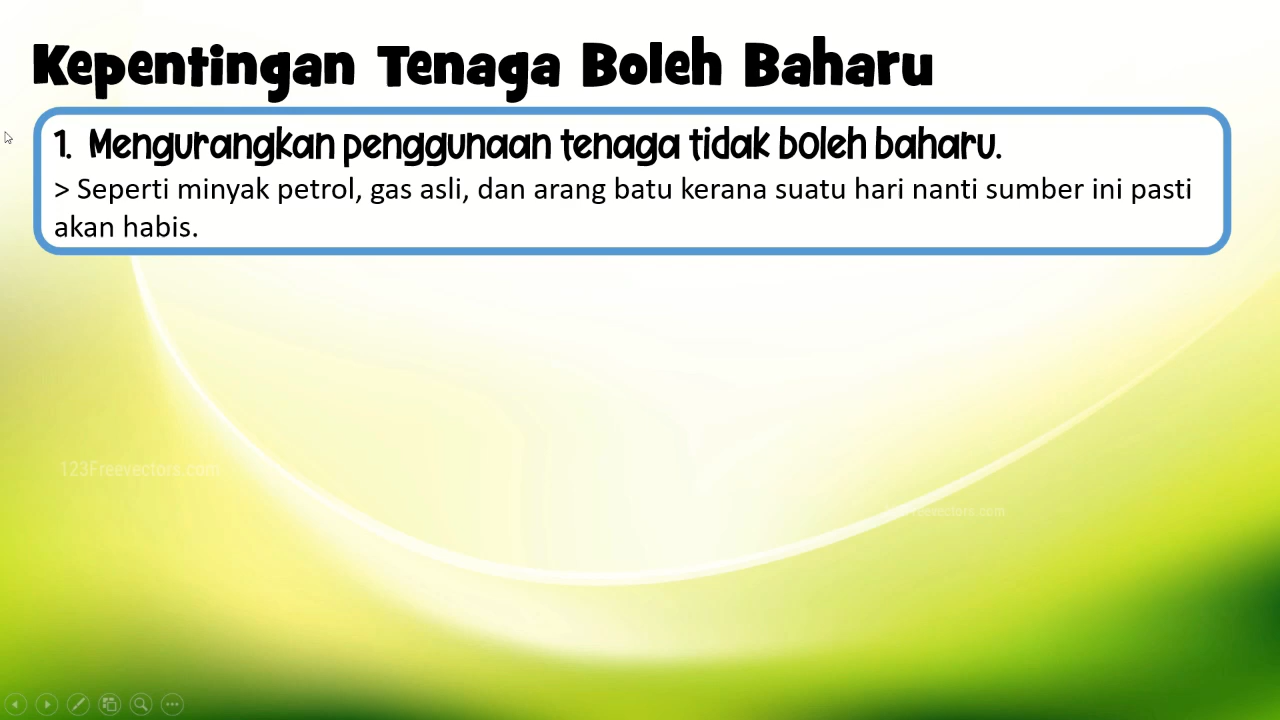 Kepentingan Tenaga Boleh Baharu
1. Mengurangkan penggunaan tenaga tidak boleh baharu.
> Seperti minyak petrol, gas asli, dan arang batu kerana suatu hari nanti sumber ini pasti
akan habis.
123Freevectors.com